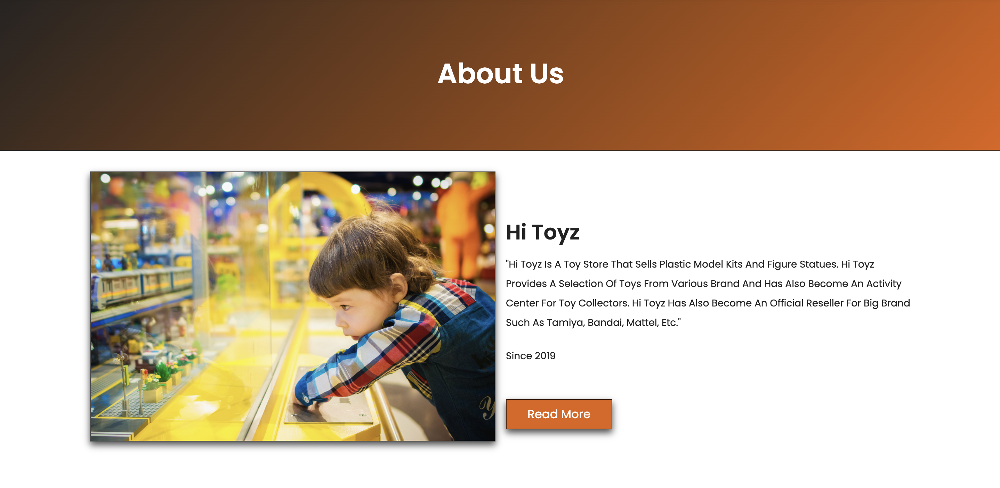 About Us
Hi Toyz
"Hi Toyz Is A Toy Store That Sells Plastic Model Kits And Figure Statues. Hi Toyz
Provides A Selection Of Toys From Various Brand And Has Also Become An Activity
Center For Toy Collectors. Hi Toyz Has Also Become An Official Reseller For Big Brand
Such As Tamiya, Bandai, Mattel, Etc."
Since 2019
Read More